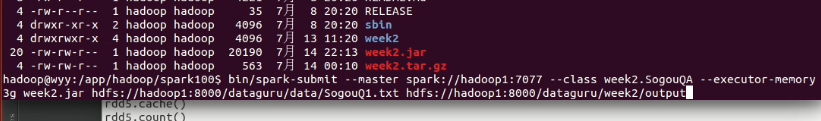 4 -rw-r--r-- 1 hadoop hadoop 35 7月 8 20:20 RELEASE
4 drwxr-xr-x 2 hadoop hadoop 4096 7月 8 20:20 sbin
4 drwxrwxr-x 4 hadoop hadoop 4096 7月 13 11:20 week2
20 -rw-rw-r-- 1 hadoop hadoop 20190 7月 14 22:13 week2.jar
4 -rw-rw-r-- 1 hadoop hadoop 563 7月 14 00:10 week2.tar.gz
hadoop@wyy:/app/hadoop/spark100$ bin/spark-submit --master spark://hadoop1:7077 --class week2.SogouQA --executor-memory
3g week2.jar hdfs://hadoop1:8000/dataguru/data/SogouQ1.txt hdfs://hadoop1:8000/dataguru/week2/output
rdd5.cache()
rdd5.count()